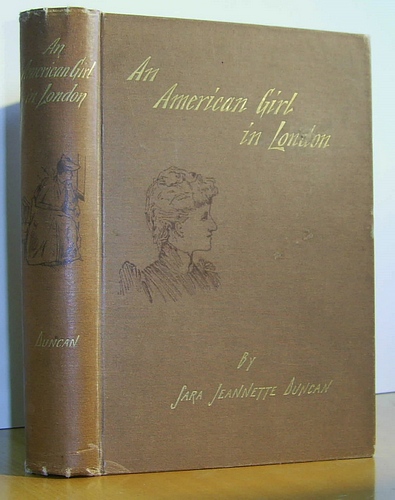 An
American Girl
in London
DUNCAN
An
American Girl
in London
BY
SARA JEANNETTE DUNCAN